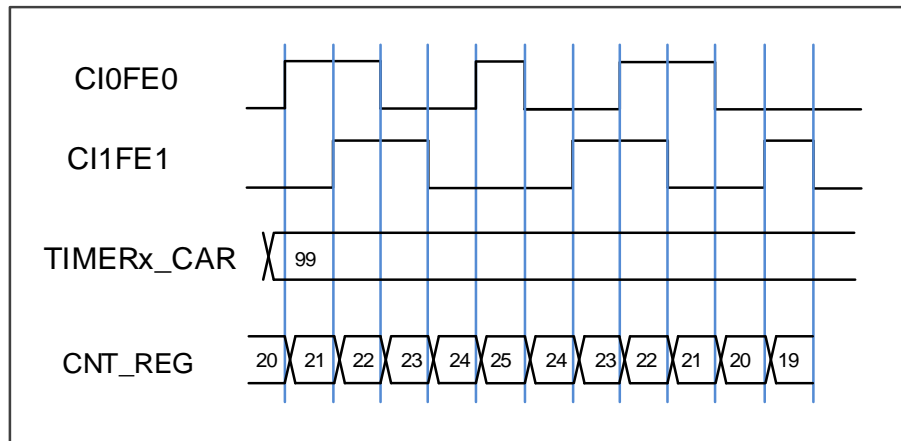 CI0FE0
CI1FE1
TIMERx_CAR 99
CNT_REG 20 21 22 23 24 25 24 23 22 21 20 19